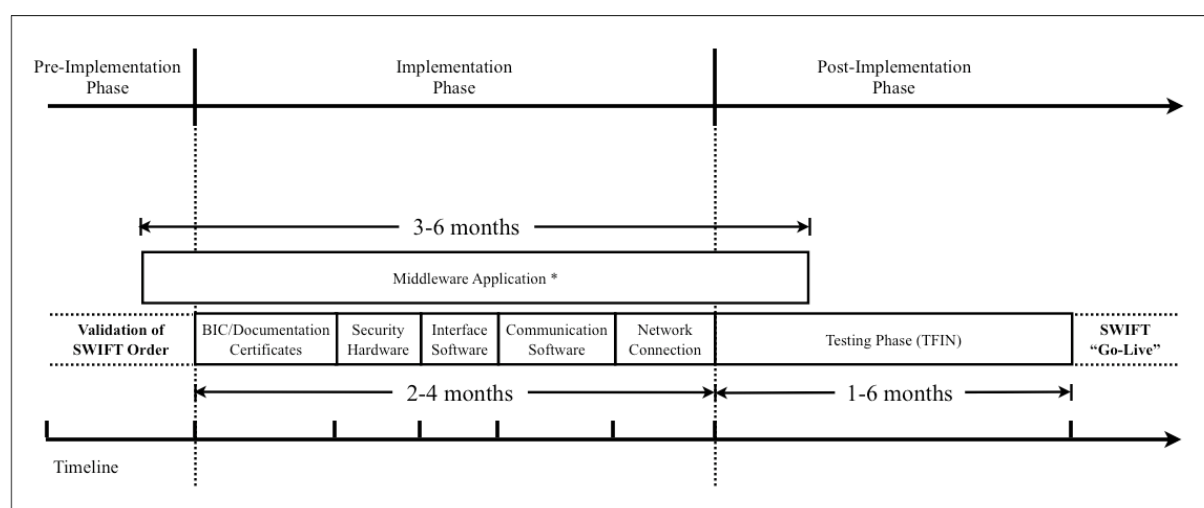 Pre-Implementation
Phase
Implementation
Phase
Post-Implementation
Phase
3-6 months
Middleware Application *
Validation of
SWIFT Order
BIC/Documentation
Certificates
Security
Hardware
Interface
Software
Communication
Software
Network
Connection
Testing Phase (TFIN)
SWIFT
“Go-Live”
2-4 months
1-6 months
Timeline